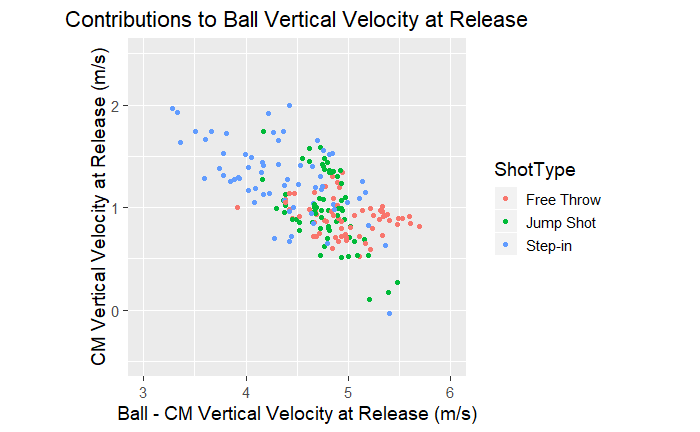 Contributions to Ball Vertical Velocity at Release
CM Vertical Velocity at Release (m/s)
2
1
0
3
4
5
6
Ball - CM Vertical Velocity at Release (m/s)
ShotType
Free Throw
Jump Shot
Step-in